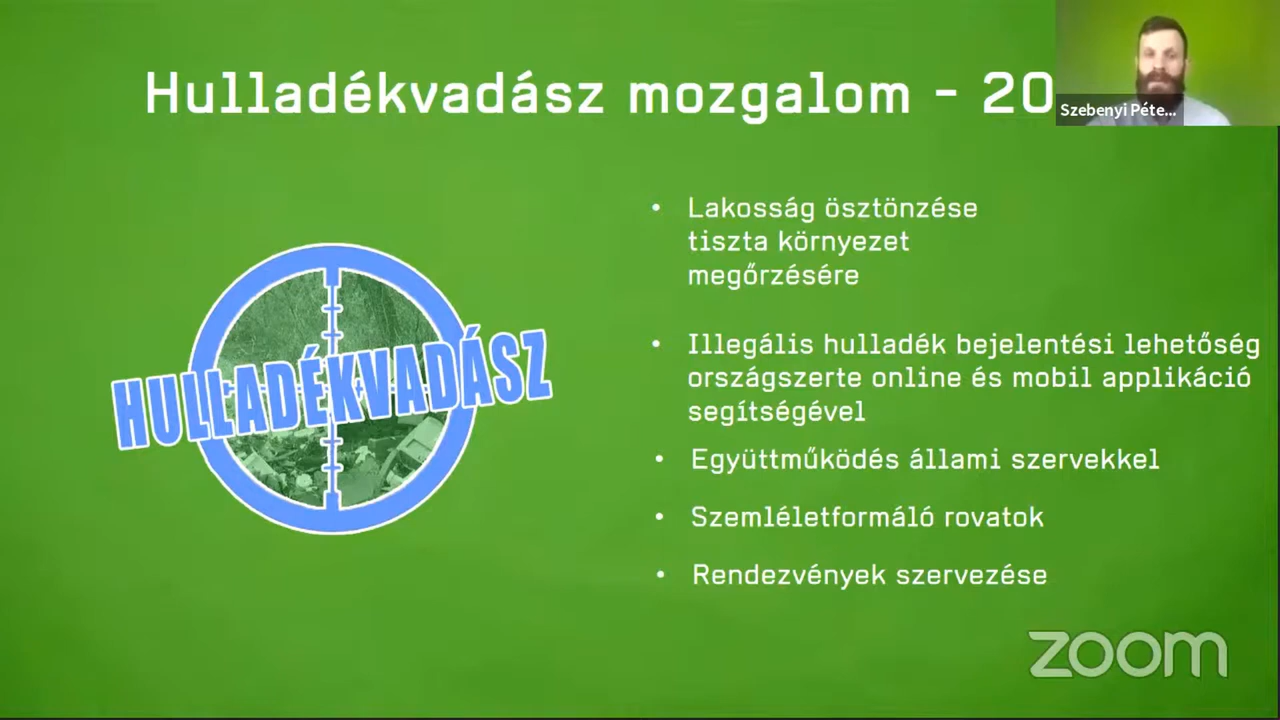 Hulladékvadász mozgalom - 20
Szebenyi Péte...
Lakosság ösztönzése
tiszta környezet
megőrzésére
HULLADÉKVADÁSZ
Illegális hulladék bejelentési lehetőség
országszerte online és mobil applikáció
segítségével
Együttműködés állami szervekkel
Szemléletformáló rovatok
Rendezvények szervezése
zoom